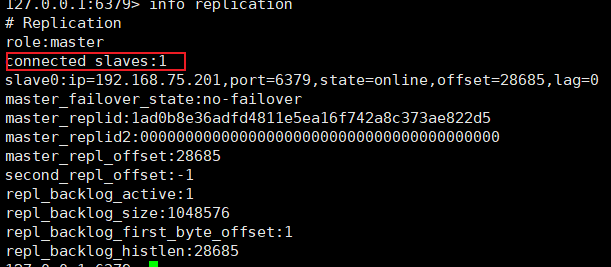 127.0.0.1:6379> info replication
# Replication
role:master
connected_slaves:1
slave0:ip=192.168.75.201,port=6379,state=online,offset=28685,lag=0
master_failover_state:no-failover
master_replid:1ad0b8e36adfd4811e5ea16f742a8c373ae822d5
master_replid2:0000000000000000000000000000000000000000
master_repl_offset:28685
second_repl_offset:-1
repl_backlog_active:1
repl_backlog_size:1048576
repl_backlog_first_byte_offset:1
repl_backlog_histlen:28685
127.0.0.1:6379>